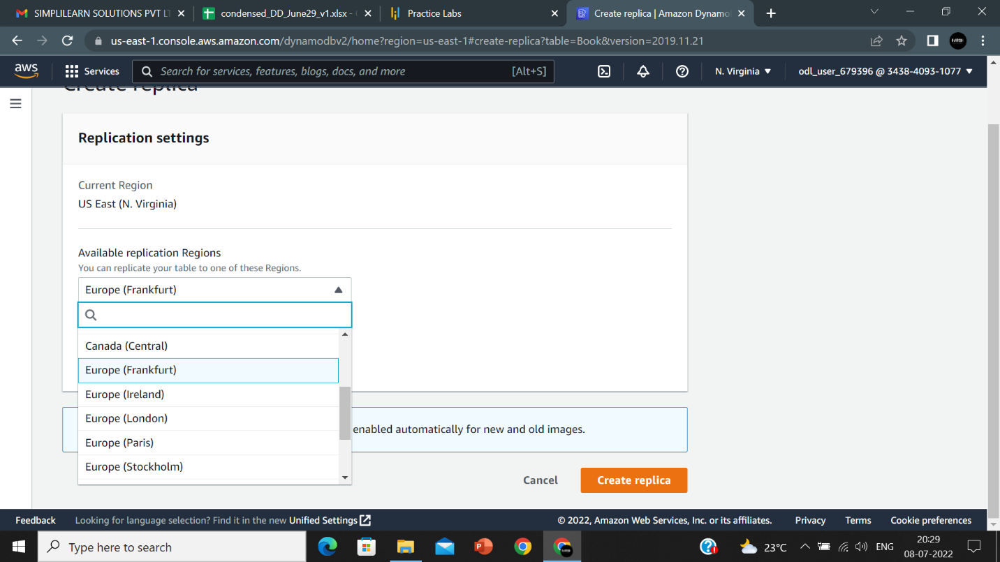 SIMPLILEARN SOLUTIONS PVT LT
condensed_DD_June29_v1.xlsx -
Practice Labs
Create replica | Amazon Dynamo
us-east-1.console.aws.amazon.com/dynamodbv2/home?region=us-east-1#create-replica?table=Book&version=2019.11.21
aws
Services
Search for services, features, blogs, docs, and more
[Alt+S]
N. Virginia
odl_user_679396 @ 3438-4093-1077
Create replica
Replication settings
Current Region
US East (N. Virginia)
Available replication Regions
You can replicate your table to one of these Regions.
Europe (Frankfurt)
Canada (Central)
Europe (Frankfurt)
Europe (Ireland)
Europe (London)
Europe (Paris)
Europe (Stockholm)
enabled automatically for new and old images.
Cancel
Create replica
Feedback
Looking for language selection? Find it in the new Unified Settings
© 2022, Amazon Web Services, Inc. or its affiliates.
Privacy
Terms
Cookie preferences
Type here to search
23°C
ENG
20:29
08-07-2022